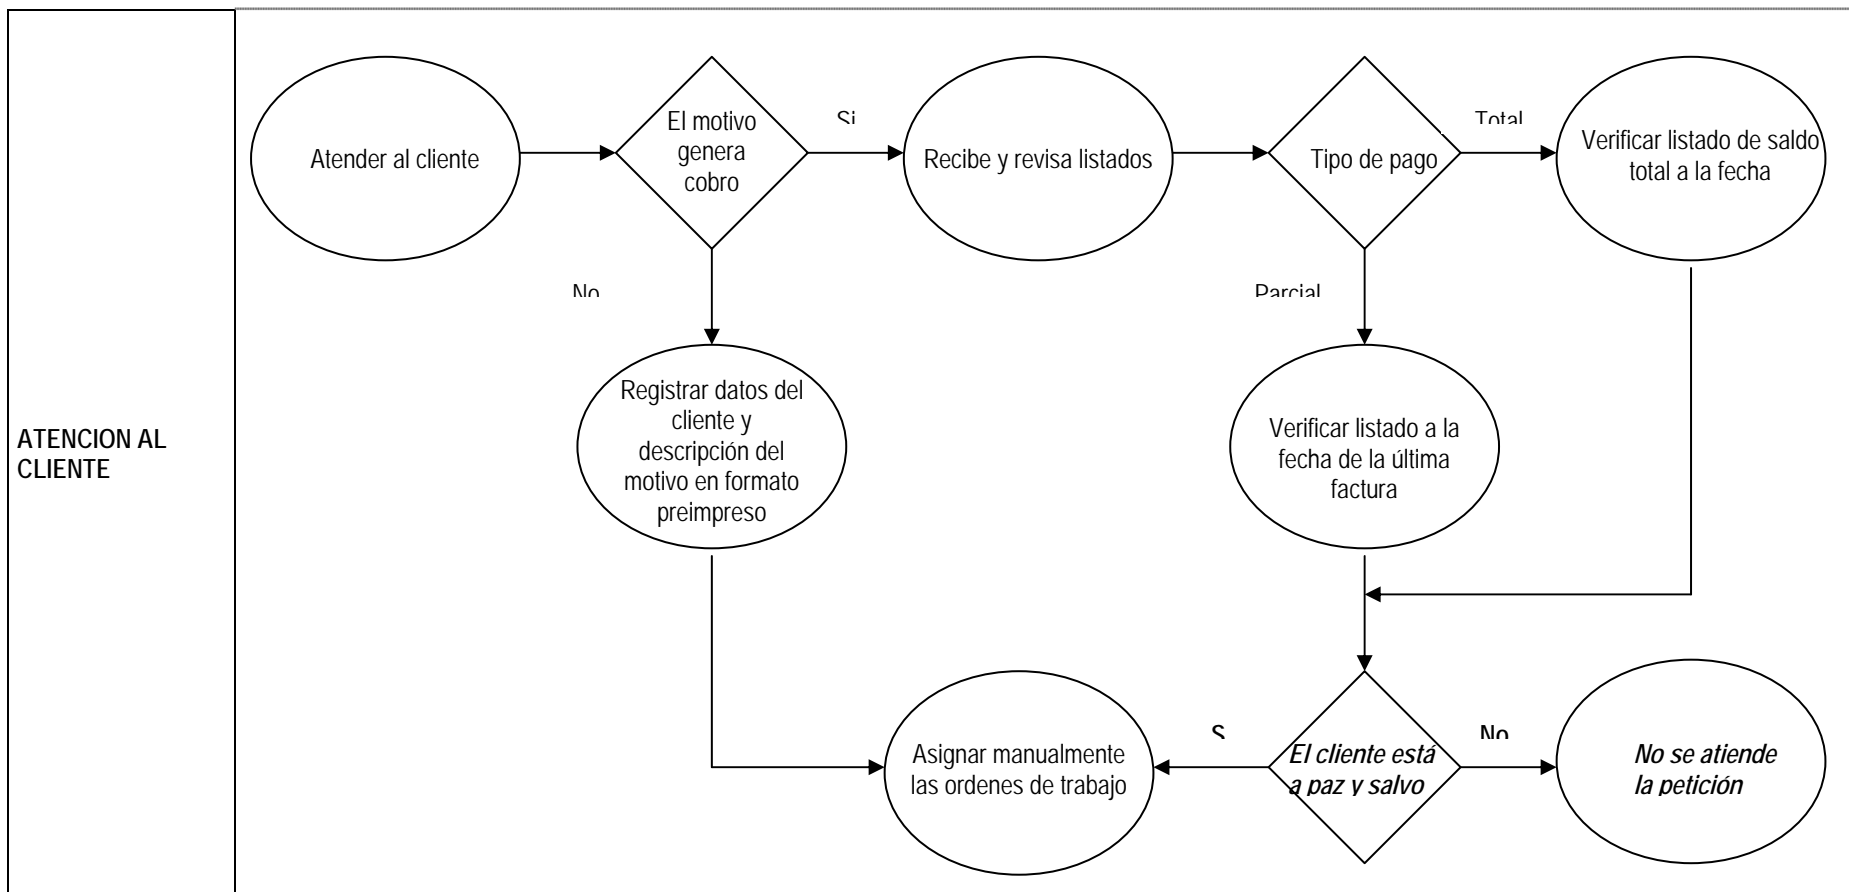 ATENCION AL
CLIENTE
Atender al cliente
El motivo
genera
cobro
Si
Recibe y revisa listados
Tipo de pago
Total
Verificar listado de saldo
total a la fecha
No
Parcial
Registrar datos del
cliente y
descripción del
motivo en formato
preimpreso
Verificar listado a la
fecha de la última
factura
Asignar manualmente
las ordenes de trabajo
S
El cliente está
a paz y salvo
No
No se atiende
la petición